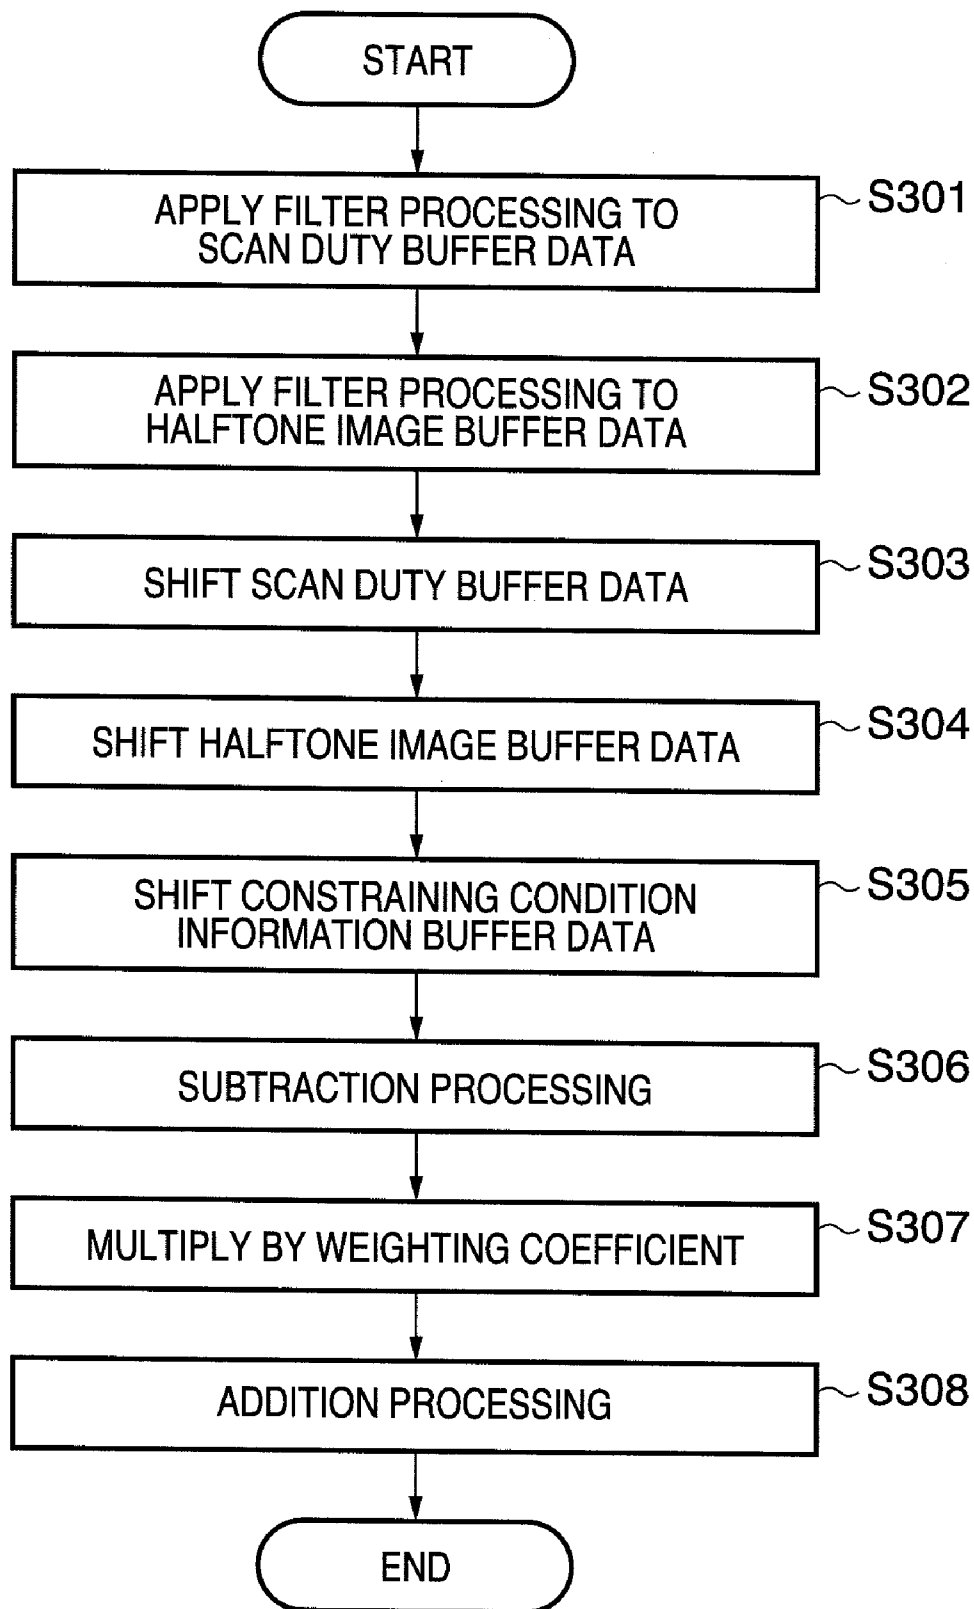 START
APPLY FILTER PROCESSING TO
SCAN DUTY BUFFER DATA
S301
APPLY FILTER PROCESSING TO
HALFTONE IMAGE BUFFER DATA
S302
SHIFT SCAN DUTY BUFFER DATA
S303
SHIFT HALFTONE IMAGE BUFFER DATA
S304
SHIFT CONSTRAINING CONDITION
INFORMATION BUFFER DATA
S305
SUBTRACTION PROCESSING
S306
MULTIPLY BY WEIGHTING COEFFICIENT
S307
ADDITION PROCESSING
S308
END